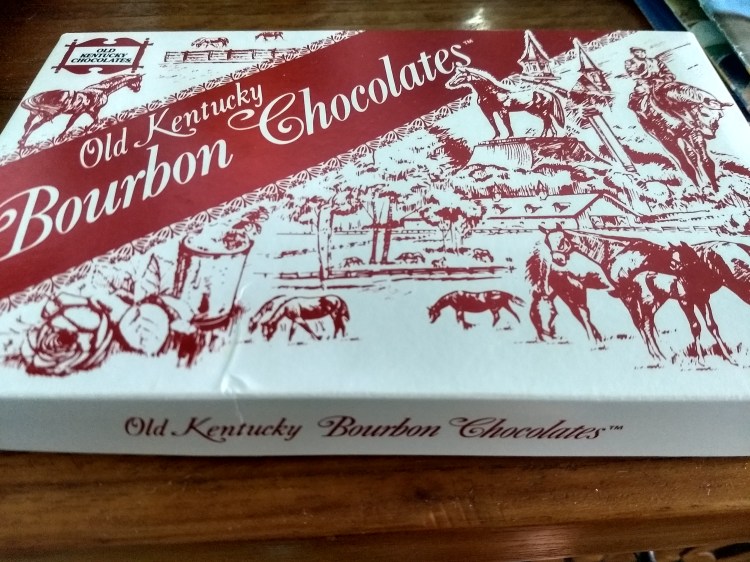 OLD
KENTUCKY
CHOCOLATES
Old Kentucky
Bourbon Chocolates™
Old Kentucky Bourbon Chocolates™